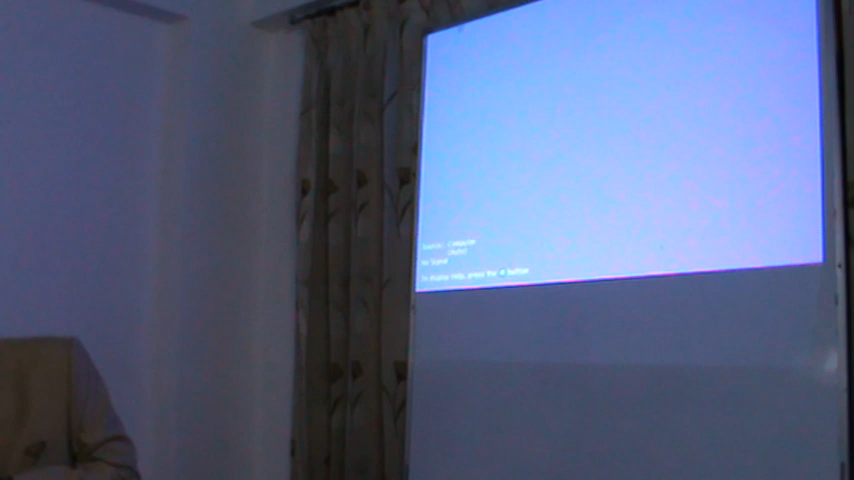 Source: Computer
(Auto)
No Signal
To display help, press the button